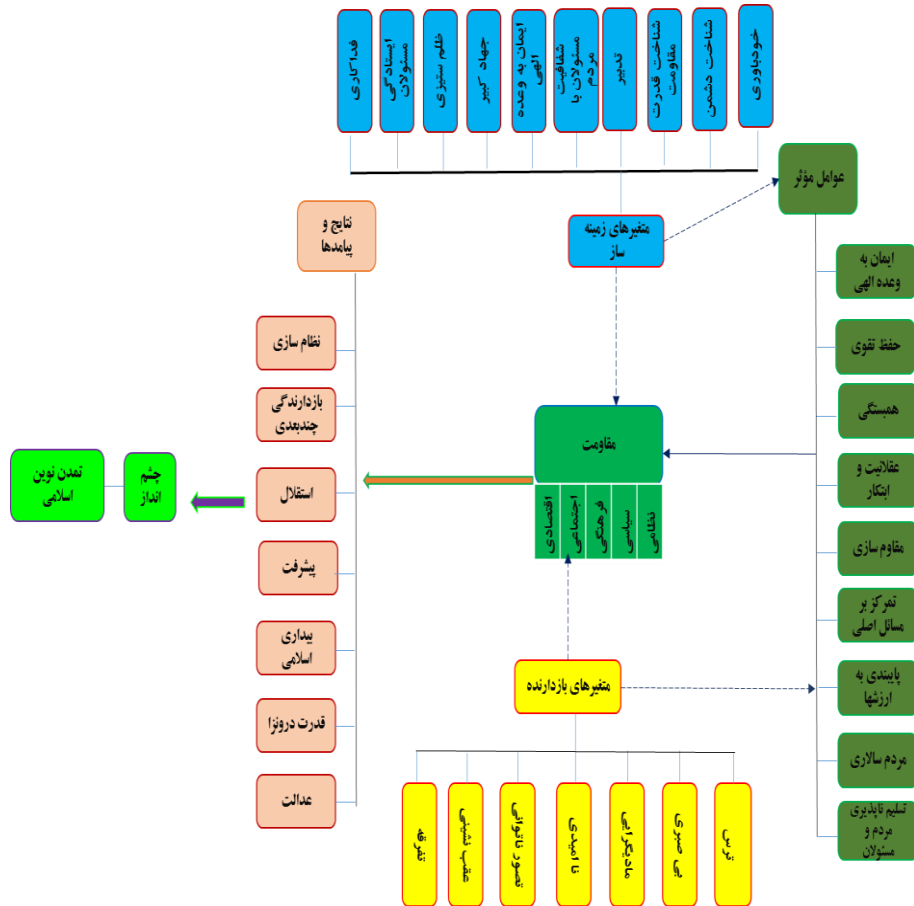 خودباوری
شناخت دشمن
شناخت قدرت
مقاومت
تدبیر
شفافیت
مسئولان با
مردم
ایمان به وعده
الهی
جهاد کبیر
ظلم ستیزی
ایستادگی
مسئولان
فداکاری
عوامل مؤثر
متغیرهای زمینه
ساز
نتایج و
پیامدها
ایمان به
وعده الهی
حفظ تقوی
همبستگی
عقلانیت و
ابتکار
مقاوم سازی
تمرکز بر
مسائل اصلی
پایبندی به
ارزشها
مردم سالاری
تسلیم ناپذیری
مردم و
مسئولان
مقاومت
نظامی
سیاسی
فرهنگی
اجتماعی
اقتصادی
نظام سازی
بازدارندگی
چندبعدی
استقلال
پیشرفت
بیداری
اسلامی
قدرت درونزا
عدالت
چشم
انداز
تمدن نوین
اسلامی
متغیرهای بازدارنده
ترس
بی صبری
مادیگرایی
نا امیدی
تصور ناتوانی
عقب نشینی
تفرقه